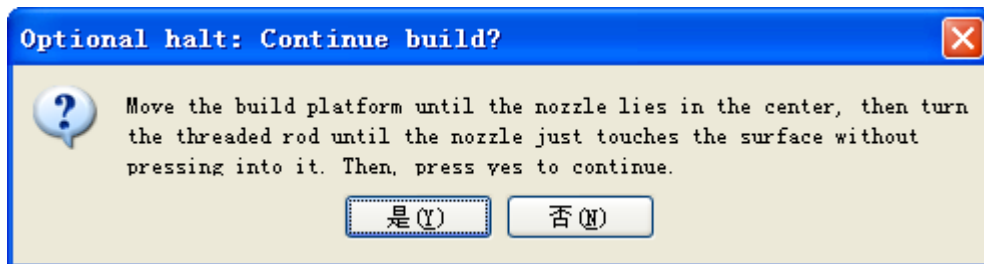 Optional halt: Continue build?
Move the build platform until the nozzle lies in the center, then turn
the threaded rod until the nozzle just touches the surface without
pressing into it. Then, press yes to continue.
是(Y) 否(N)